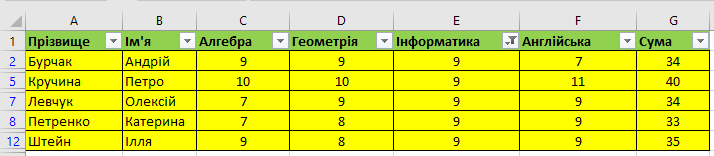 A B C D E F G
1 Прізвище Ім'я Алгебра Геометрія Інформатика Англійська Сума
2 Бурчак Андрій 9 9 9 7 34
5 Кручина Петро 10 10 9 11 40
7 Левчук Олексій 7 9 9 9 34
8 Петренко Катерина 7 8 9 9 33
12 Штейн Ілля 9 8 9 9 35